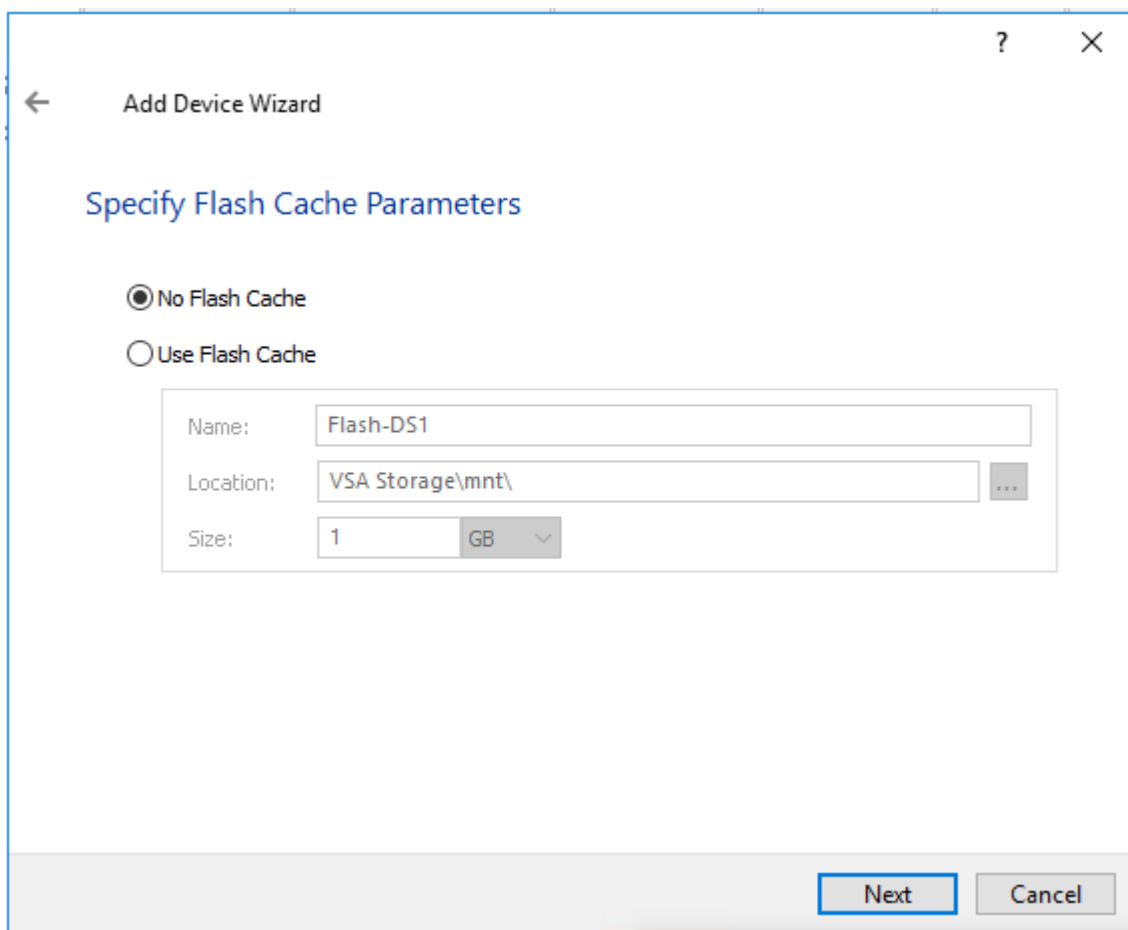 ?
Add Device Wizard
Specify Flash Cache Parameters
No Flash Cache
Use Flash Cache
Name: Flash-DS1
Location: VSA Storage\mnt\ ...
Size: 1 GB
Next Cancel